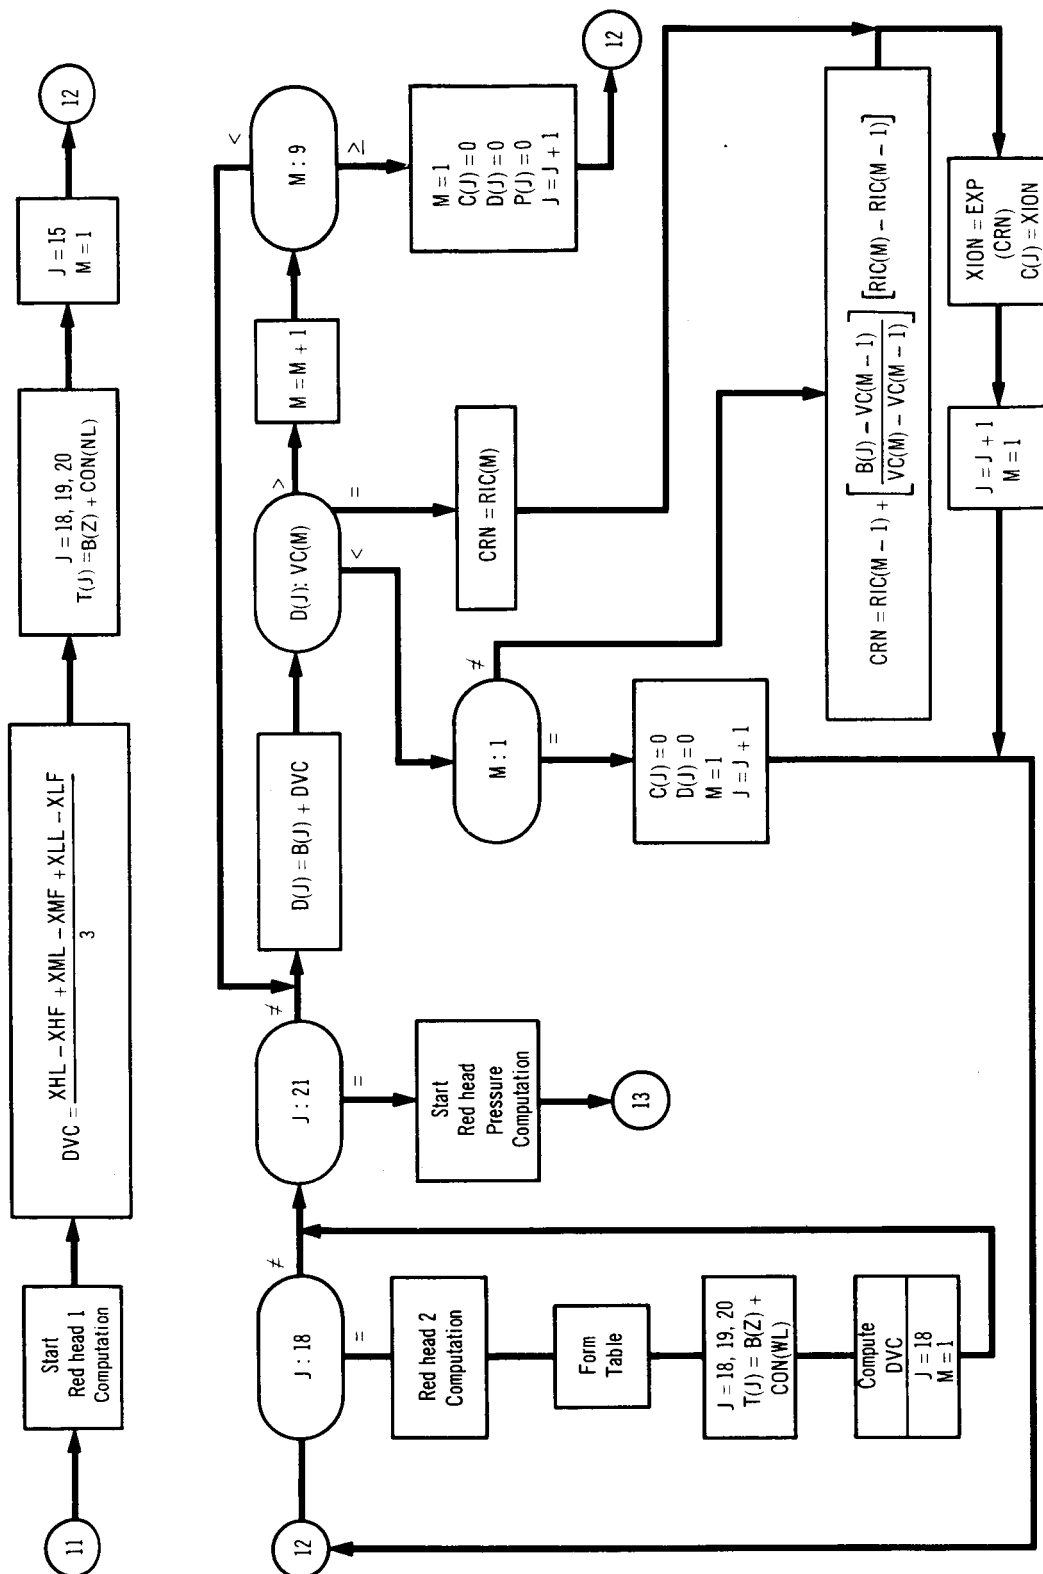 11
Start
Red head 1
Computation
DVC = XHL - XHF + XML - XMF + XLL - XLF
3
J = 18, 19, 20
T(J) = B(Z) + CON(NL)
J = 15
M = 1
12
12
J : 18
≠
=
Red head 2
Computation
Form
Table
J = 18, 19, 20
T(J) = B(Z) +
CON(WL)
Compute
DVC
J = 18
M = 1
J : 21
≠
=
Start
Red head
Pressure
Computation
13
D(J) = B(J) + DVC
D(J): VC(M)
>
=
<
M = M + 1
M : 9
<
≥
M = 1
C(J) = 0
D(J) = 0
P(J) = 0
J = J + 1
12
CRN = RIC(M)
M : 1
≠
=
C(J) = 0
D(J) = 0
M = 1
J = J + 1
CRN = RIC(M - 1) + [B(J) - VC(M - 1)] [RIC(M) - RIC(M - 1)]
VC(M) - VC(M - 1)
XION = EXP
(CRN)
C(J) = XION
J = J + 1
M = 1